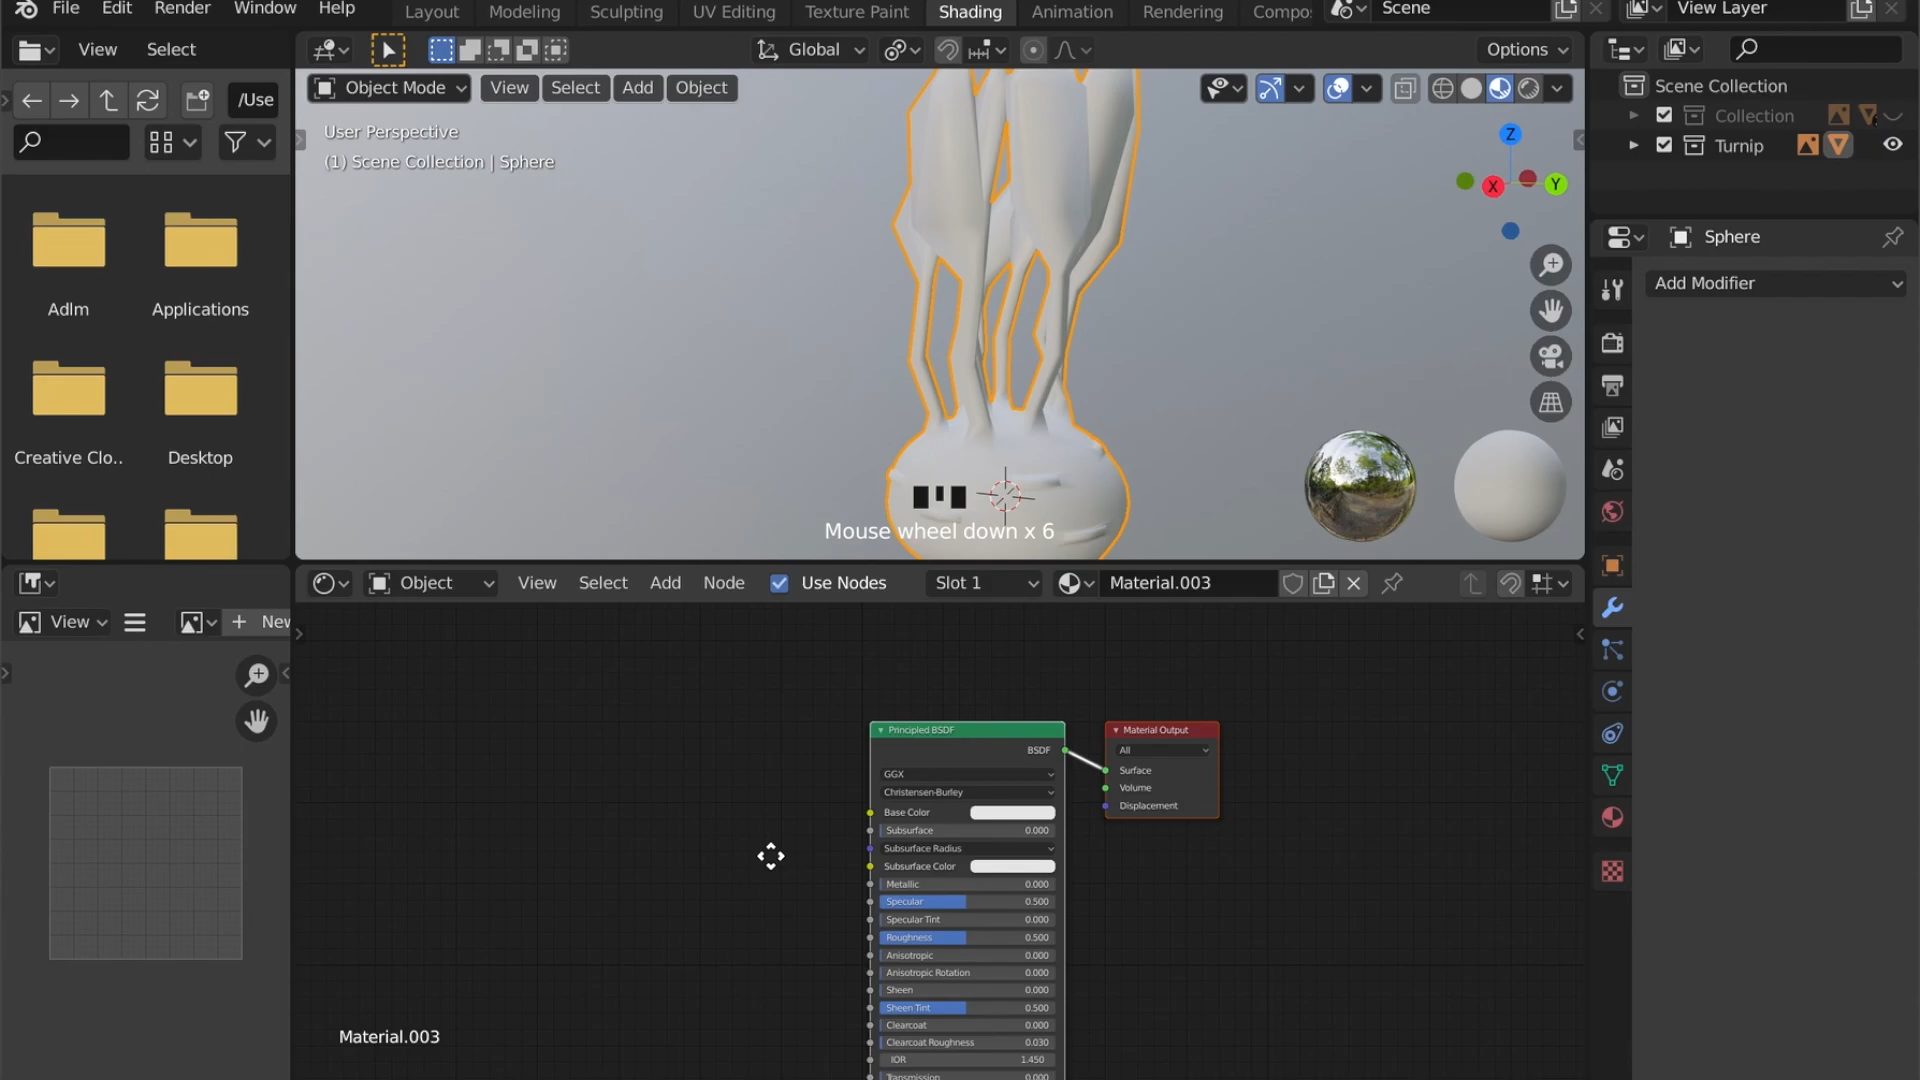 File Edit Render Window Help
Layout Modeling Sculpting UV Editing Texture Paint Shading Animation Rendering Compo
Scene
View Layer
View Select
Global
Options
/Use
Object Mode View Select Add Object
User Perspective
(1) Scene Collection | Sphere
Z
X
Y
Scene Collection
Collection
Turnip
Sphere
Add Modifier
Adlm
Applications
Creative Clo..
Desktop
Mouse wheel down x 6
Object View Select Add Node Use Nodes Slot 1 Material.003
View
New
Principled BSDF
BSDF
GGX
Christensen-Burley
Base Color
Subsurface 0.000
Subsurface Radius
Subsurface Color
Metallic 0.000
Specular 0.500
Specular Tint 0.000
Roughness 0.500
Anisotropic 0.000
Anisotropic Rotation 0.000
Sheen 0.000
Sheen Tint 0.500
Clearcoat 0.000
Clearcoat Roughness 0.030
IOR 1.450
Transmission 0.000
Material Output
All
Surface
Volume
Displacement
Material.003